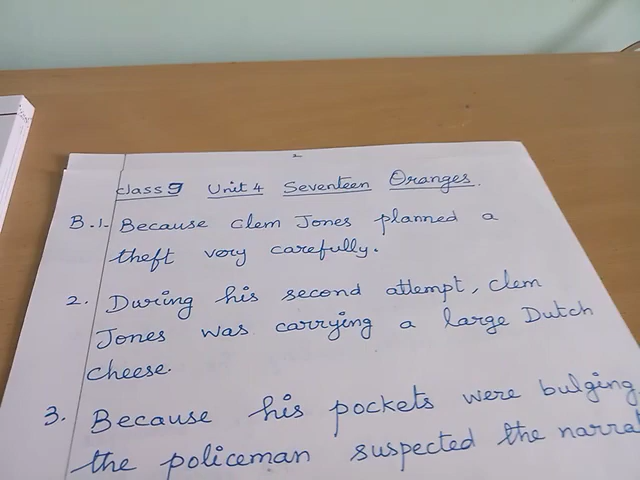 2
class 9 Unit 4 Seventeen Oranges.
B.1. Because Clem Jones planned a
theft very carefully.
2. During his second attempt, clem
Jones was carrying a large Dutch
cheese.
3. Because his pockets were bulging,
the policeman suspected the